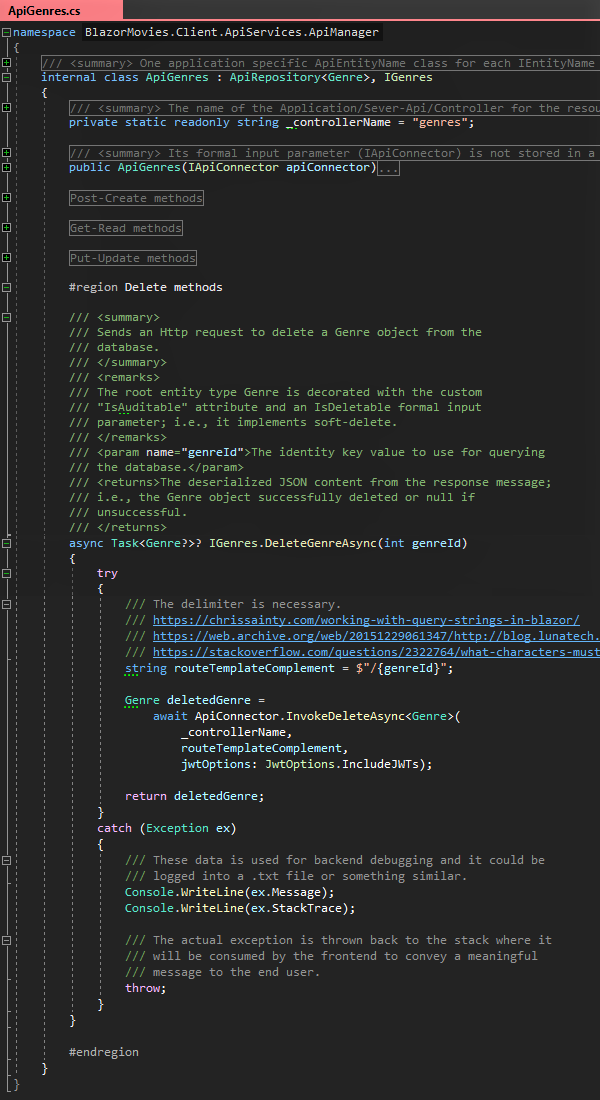 ApiGenres.cs
namespace BlazorMovies.Client.ApiServices.ApiManager
{
/// <summary> One application specific ApiEntityName class for each IEntityName
internal class ApiGenres : ApiRepository<Genre>, IGenres
{
/// <summary> The name of the Application/Sever-Api/Controller for the resou
private static readonly string _controllerName = "genres";
/// <summary> Its formal input parameter (IApiConnector) is not stored in a
public ApiGenres(IApiConnector apiConnector)...
Post-Create methods
Get-Read methods
Put-Update methods
#region Delete methods
/// <summary>
/// Sends an Http request to delete a Genre object from the
/// database.
/// </summary>
/// <remarks>
/// The root entity type Genre is decorated with the custom
/// "IsAuditable" attribute and an IsDeletable formal input
/// parameter; i.e., it implements soft-delete.
/// </remarks>
/// <param name="genreId">The identity key value to use for querying
/// the database.</param>
/// <returns>The deserialized JSON content from the response message;
/// i.e., the Genre object successfully deleted or null if
/// unsuccessful.
/// </returns>
async Task<Genre?>? IGenres.DeleteGenreAsync(int genreId)
{
try
{
/// The delimiter is necessary.
/// https://chrissainty.com/working-with-query-strings-in-blazor/
/// https://web.archive.org/web/20151229061347/http://blog.lunatech.
/// https://stackoverflow.com/questions/2322764/what-characters-must
string routeTemplateComplement = $"/{genreId}";
Genre deletedGenre =
await ApiConnector.InvokeDeleteAsync<Genre>(
_controllerName,
routeTemplateComplement,
jwtOptions: JwtOptions.IncludeJWTs);
return deletedGenre;
}
catch (Exception ex)
{
/// These data is used for backend debugging and it could be
/// logged into a .txt file or something similar.
Console.WriteLine(ex.Message);
Console.WriteLine(ex.StackTrace);
/// The actual exception is thrown back to the stack where it
/// will be consumed by the frontend to convey a meaningful
/// message to the end user.
throw;
}
}
#endregion
}
}